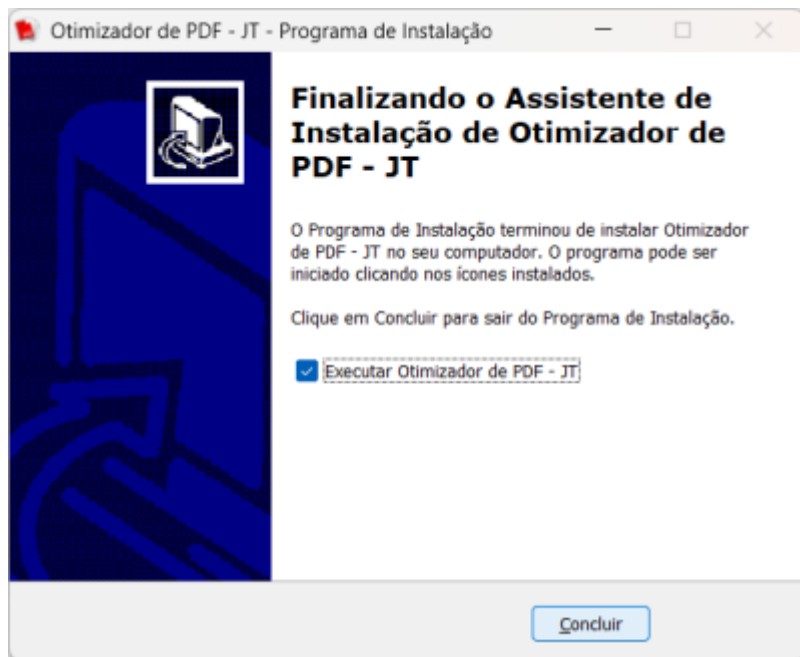 Otimizador de PDF - JT - Programa de Instalação
Finalizando o Assistente de
Instalação de Otimizador de
PDF - JT
O Programa de Instalação terminou de instalar Otimizador
de PDF - JT no seu computador. O programa pode ser
iniciado clicando nos ícones instalados.
Clique em Concluir para sair do Programa de Instalação.
Executar Otimizador de PDF - JT
Concluir